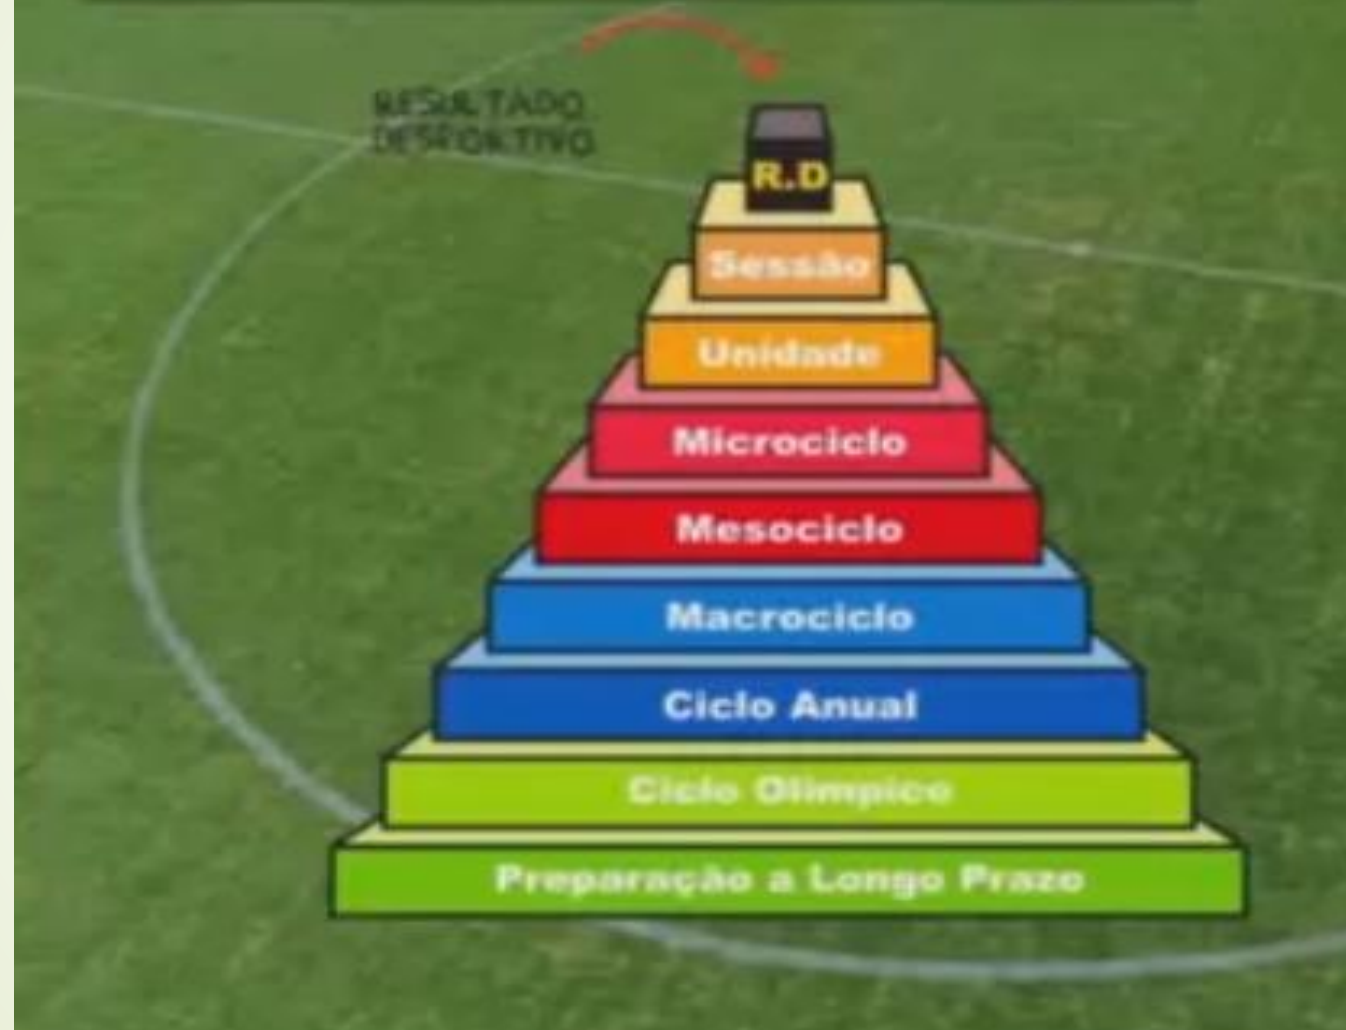 RESULTADO
DESPORTIVO
R.D
Sessão
Unidade
Microciclo
Mesociclo
Macrociclo
Ciclo Anual
Ciclo Olimpico
Preparação a Longo Prazo